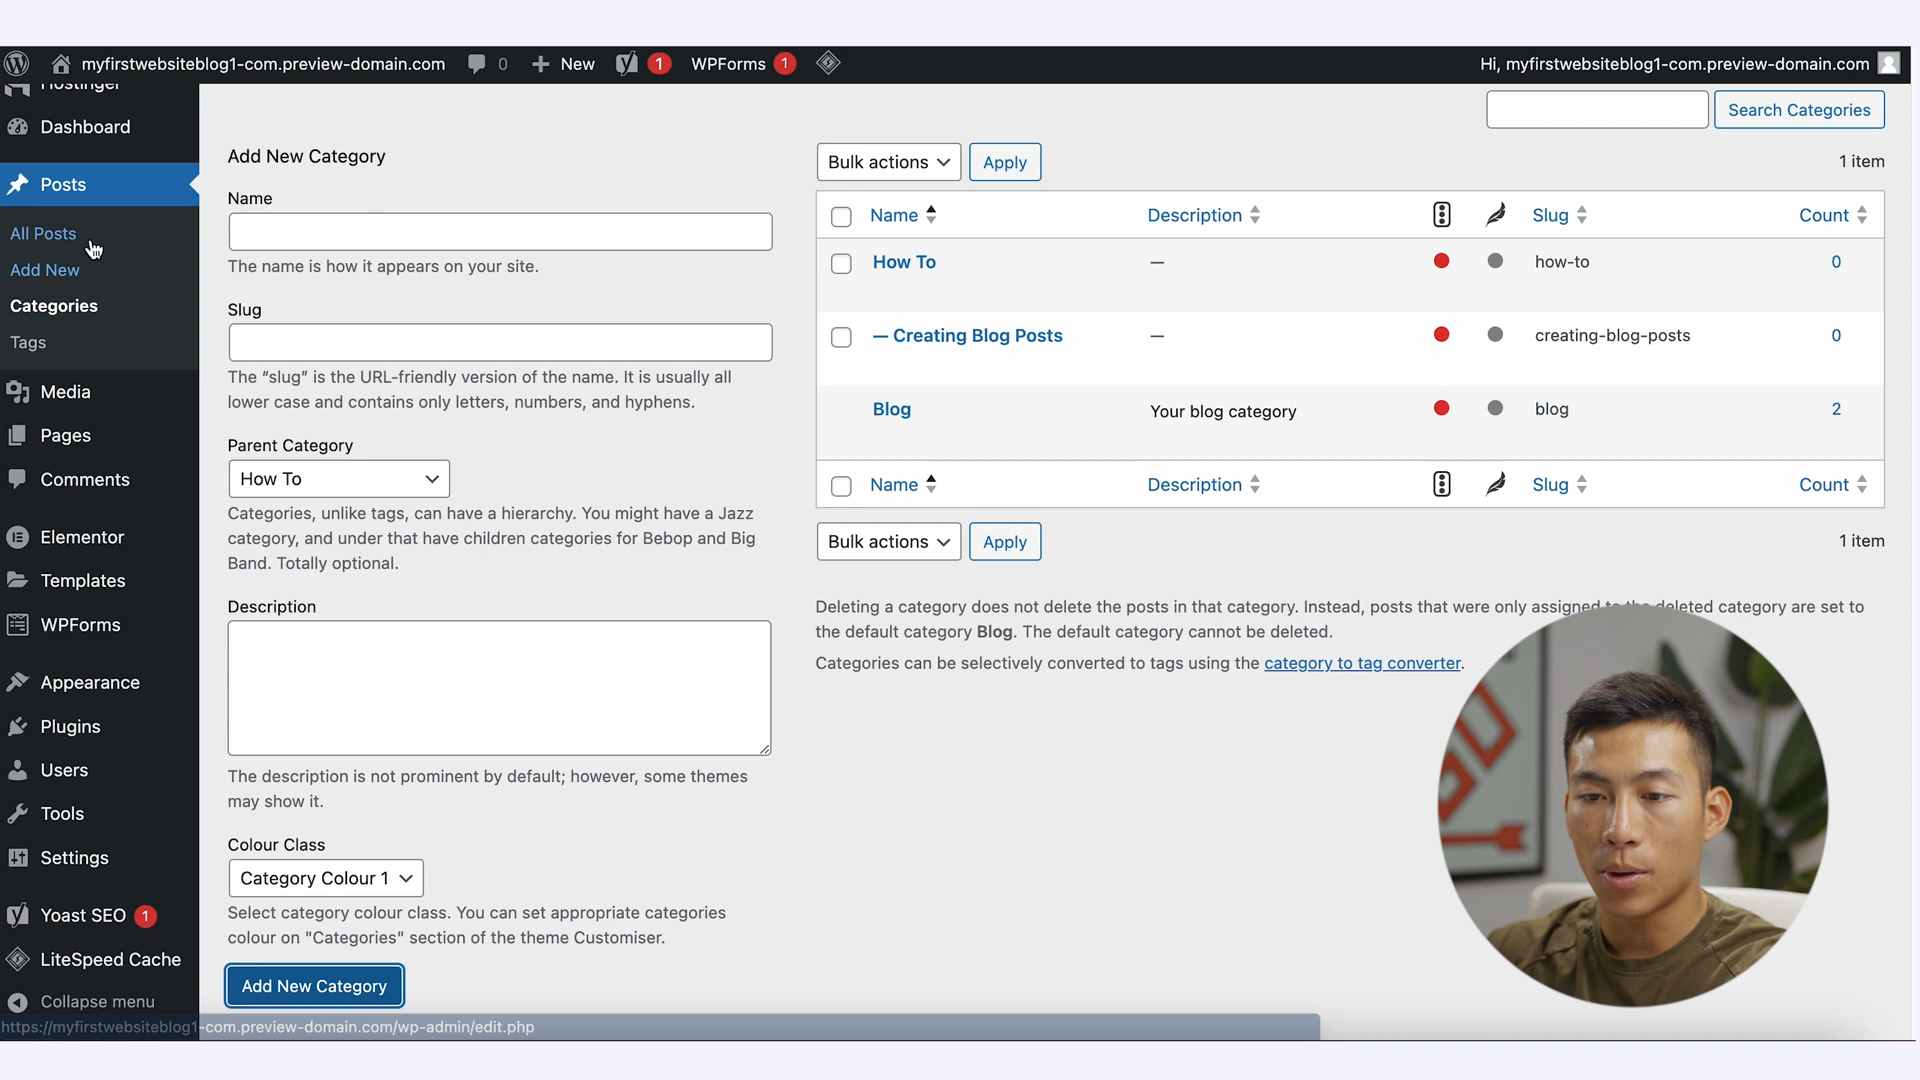 myfirstwebsiteblog1-com.preview-domain.com 0 New 1 WPForms 1 Hi, myfirstwebsiteblog1-com.preview-domain.com
Hostinger
Dashboard
Posts
All Posts
Add New
Categories
Tags
Media
Pages
Comments
Elementor
Templates
WPForms
Appearance
Plugins
Users
Tools
Settings
Yoast SEO 1
LiteSpeed Cache
Collapse menu
https://myfirstwebsiteblog1-com.preview-domain.com/wp-admin/edit.php
Add New Category
Name
The name is how it appears on your site.
Slug
The “slug” is the URL-friendly version of the name. It is usually all
lower case and contains only letters, numbers, and hyphens.
Parent Category
How To
Categories, unlike tags, can have a hierarchy. You might have a Jazz
category, and under that have children categories for Bebop and Big
Band. Totally optional.
Description
The description is not prominent by default; however, some themes
may show it.
Colour Class
Category Colour 1
Select category colour class. You can set appropriate categories
colour on "Categories" section of the theme Customiser.
Add New Category
Search Categories
Bulk actions Apply 1 item
Name Description Slug Count
How To — how-to 0
— Creating Blog Posts — creating-blog-posts 0
Blog Your blog category blog 2
Name Description Slug Count
Bulk actions Apply 1 item
Deleting a category does not delete the posts in that category. Instead, posts that were only assigned to the deleted category are set to
the default category Blog. The default category cannot be deleted.
Categories can be selectively converted to tags using the category to tag converter.